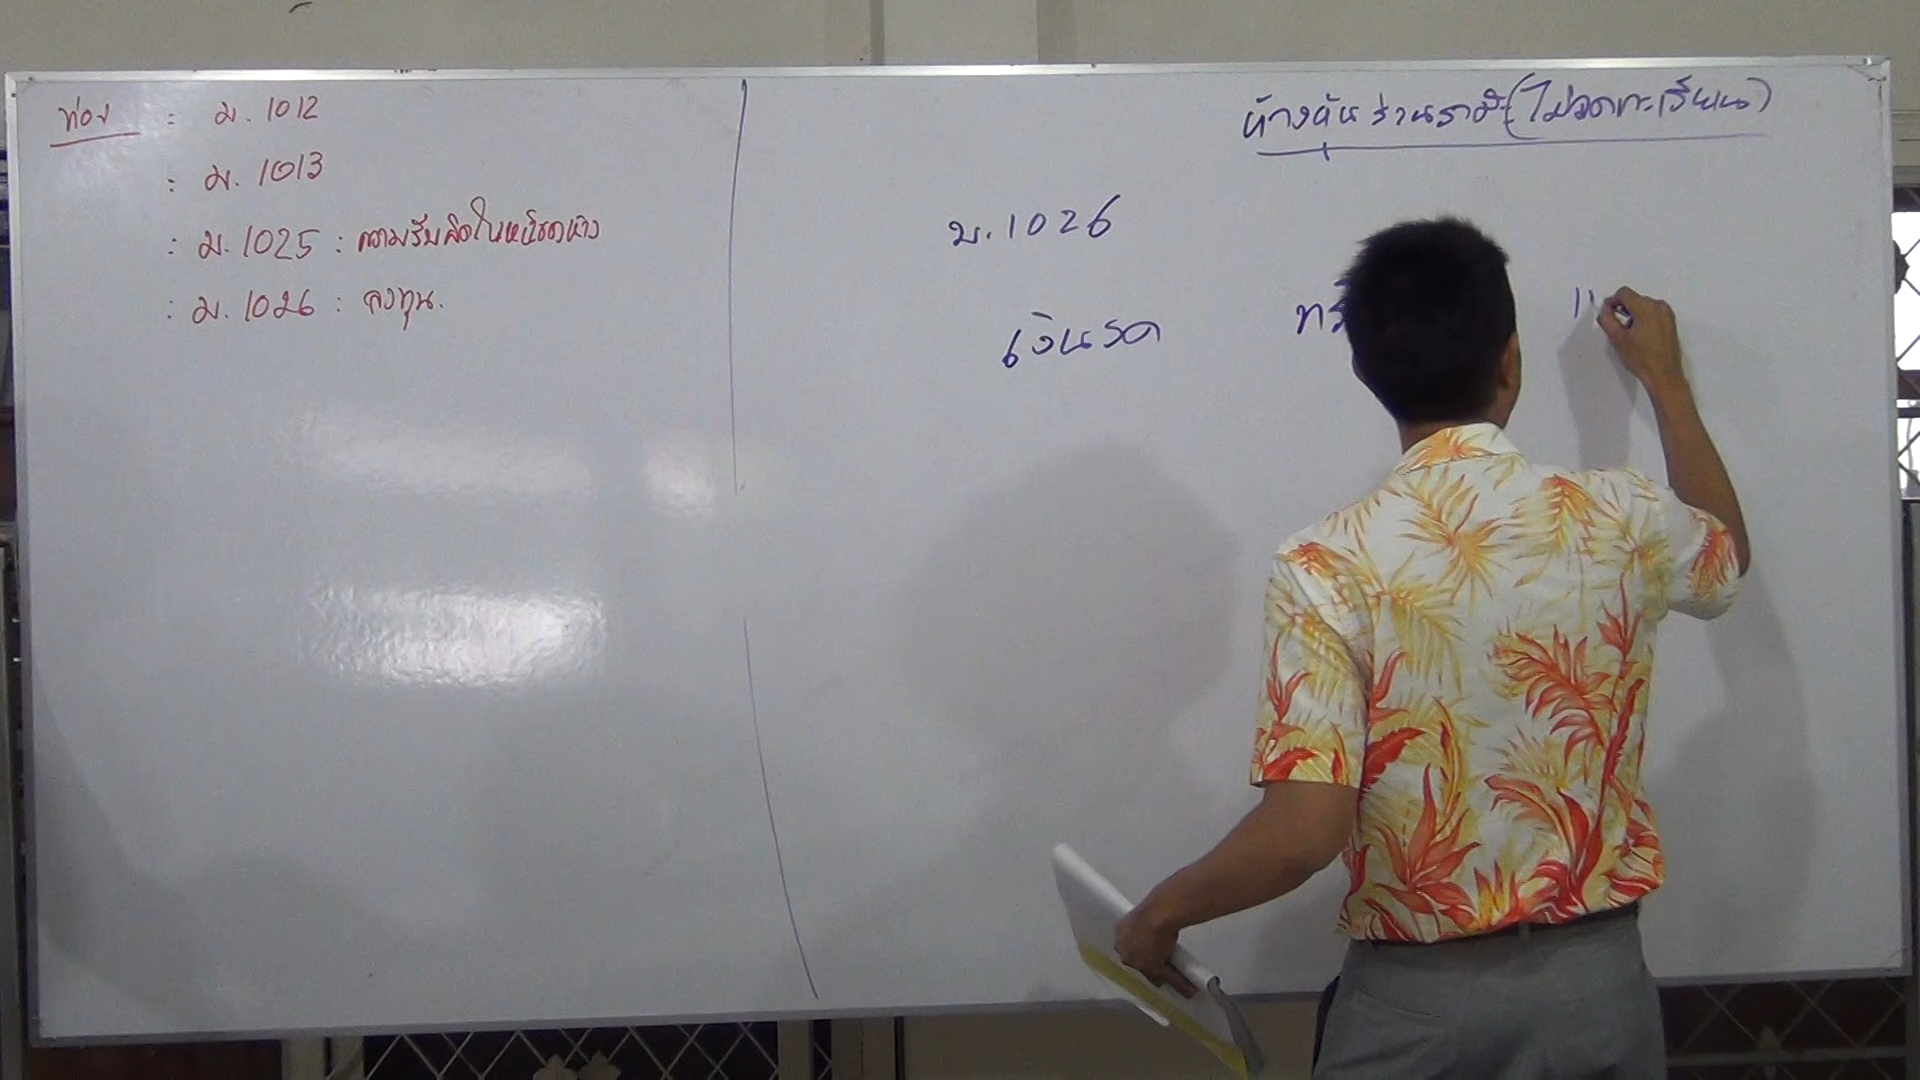 ท่อง : ม. 1012
: ม. 1013
: ม. 1025 : ความรับผิดในหนี้ของห้าง
: ม. 1026 : ลงทุน.
ห้างหุ้นส่วนสามัญ (ไม่จดทะเบียน)
ม. 1026
เงินสด